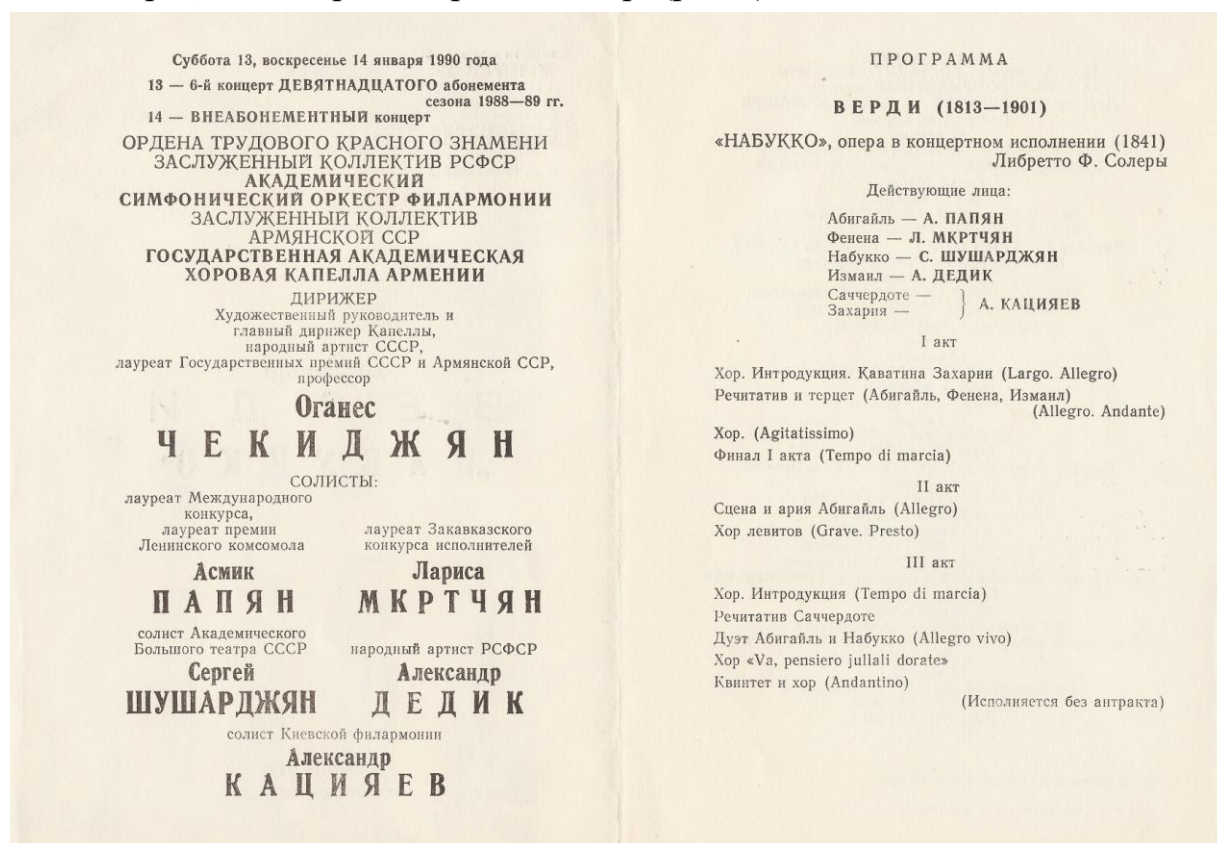 Суббота 13, воскресенье 14 января 1990 года
13 — 6-й концерт ДЕВЯТНАДЦАТОГО абонемента
сезона 1988—89 гг.
14 — ВНЕАБОНЕМЕНТНЫЙ концерт
ОРДЕНА ТРУДОВОГО КРАСНОГО ЗНАМЕНИ
ЗАСЛУЖЕННЫЙ КОЛЛЕКТИВ РСФСР
АКАДЕМИЧЕСКИЙ
СИМФОНИЧЕСКИЙ ОРКЕСТР ФИЛАРМОНИИ
ЗАСЛУЖЕННЫЙ КОЛЛЕКТИВ
АРМЯНСКОЙ ССР
ГОСУДАРСТВЕННАЯ АКАДЕМИЧЕСКАЯ
ХОРОВАЯ КАПЕЛЛА АРМЕНИИ
ДИРИЖЕР
Художественный руководитель и
главный дирижер Капеллы,
народный артист СССР,
лауреат Государственных премий СССР и Армянской ССР,
профессор
Оганес
ЧЕКИДЖЯН
СОЛИСТЫ:
лауреат Международного
конкурса,
лауреат премии
Ленинского комсомола
Асмик
ПАПЯН
лауреат Закавказского
конкурса исполнителей
Лариса
МКРТЧЯН
солист Академического
Большого театра СССР
Сергей
ШУШАРДЖЯН
народный артист РСФСР
Александр
ДЕДИК
солист Киевской филармонии
Александр
КАЦИЯЕВ
ПРОГРАММА
ВЕРДИ (1813—1901)
«НАБУККО», опера в концертном исполнении (1841)
Либретто Ф. Солеры
Действующие лица:
Абигайль — А. ПАПЯН
Фенена — Л. МКРТЧЯН
Набукко — С. ШУШАРДЖЯН
Измаил — А. ДЕДИК
Саччердоте —
Захария —
А. КАЦИЯЕВ
I акт
Хор. Интродукция. Каватина Захарии (Largo. Allegro)
Речитатив и терцет (Абигайль, Фенена, Измаил)
(Allegro. Andante)
Хор. (Agitatissimo)
Финал I акта (Tempo di marcia)
II акт
Сцена и ария Абигайль (Allegro)
Хор левитов (Grave. Presto)
III акт
Хор. Интродукция (Tempo di marcia)
Речитатив Саччердоте
Дуэт Абигайль и Набукко (Allegro vivo)
Хор «Va, pensiero jullali dorate»
Квинтет и хор (Andantino)
(Исполняется без антракта)